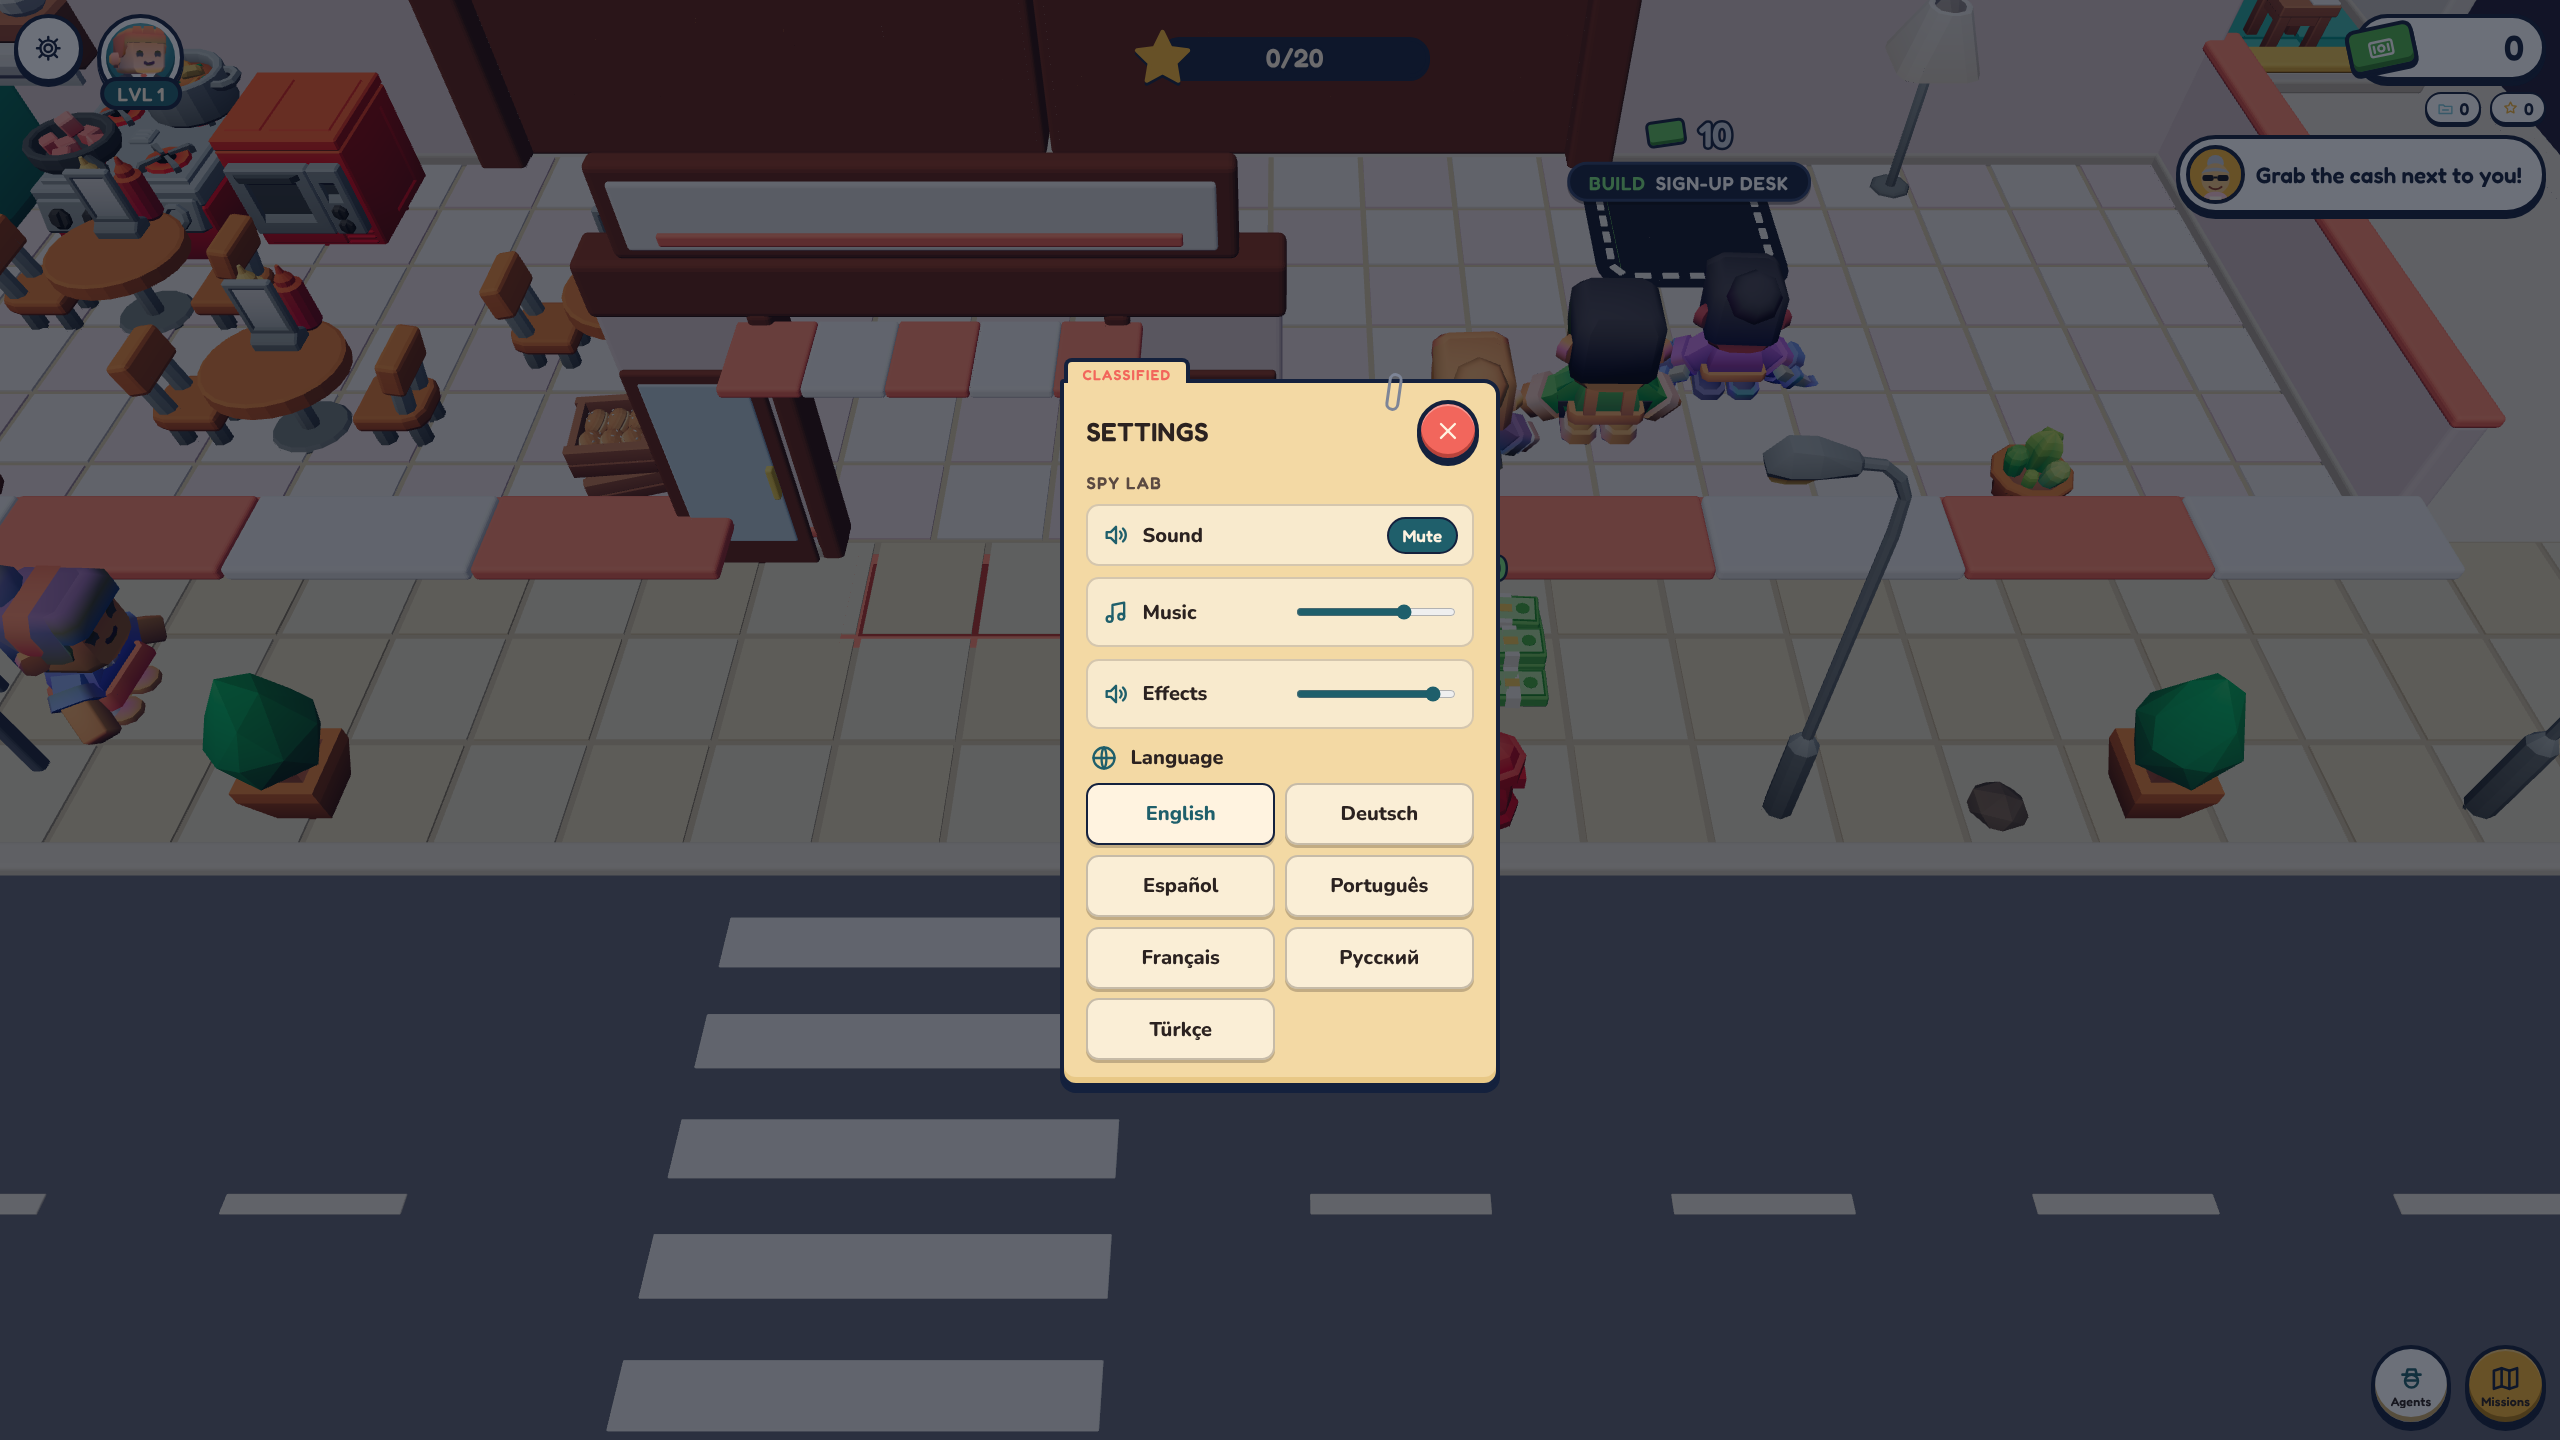 LVL 1
0/20
0
0 0
10
BUILD SIGN-UP DESK
Grab the cash next to you!
CLASSIFIED
SETTINGS
SPY LAB
Sound Mute
Music
Effects
Language
English Deutsch
Español Português
Français Русский
Türkçe
Agents Missions